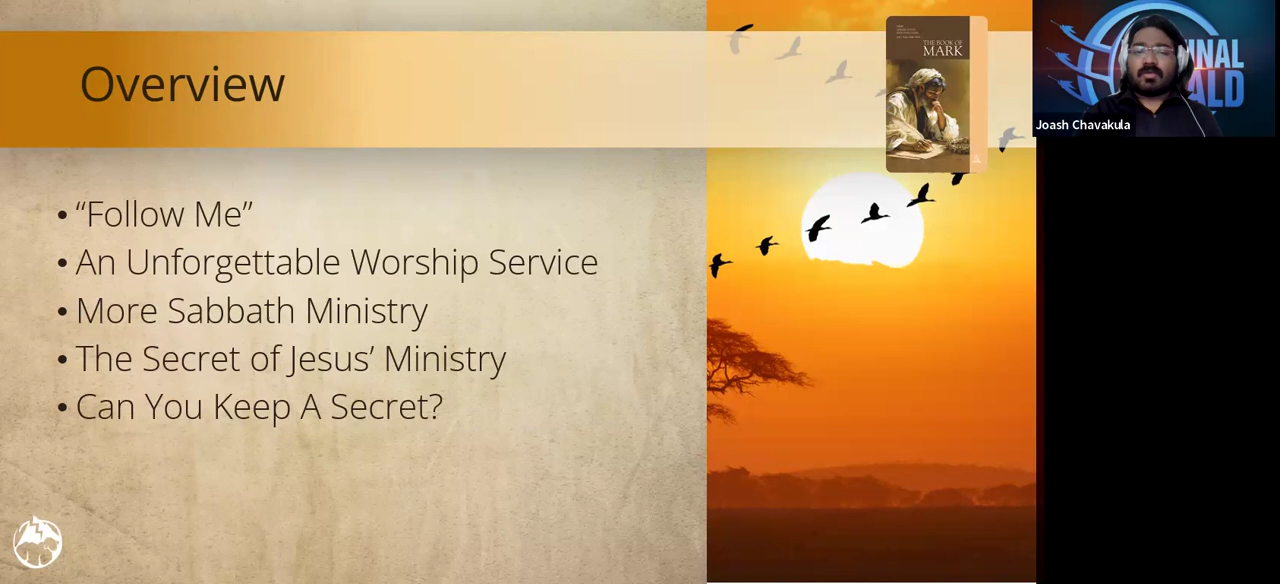 Overview
THE BOOK OF
MARK
• “Follow Me”
• An Unforgettable Worship Service
• More Sabbath Ministry
• The Secret of Jesus’ Ministry
• Can You Keep A Secret?
Joash Chavakula